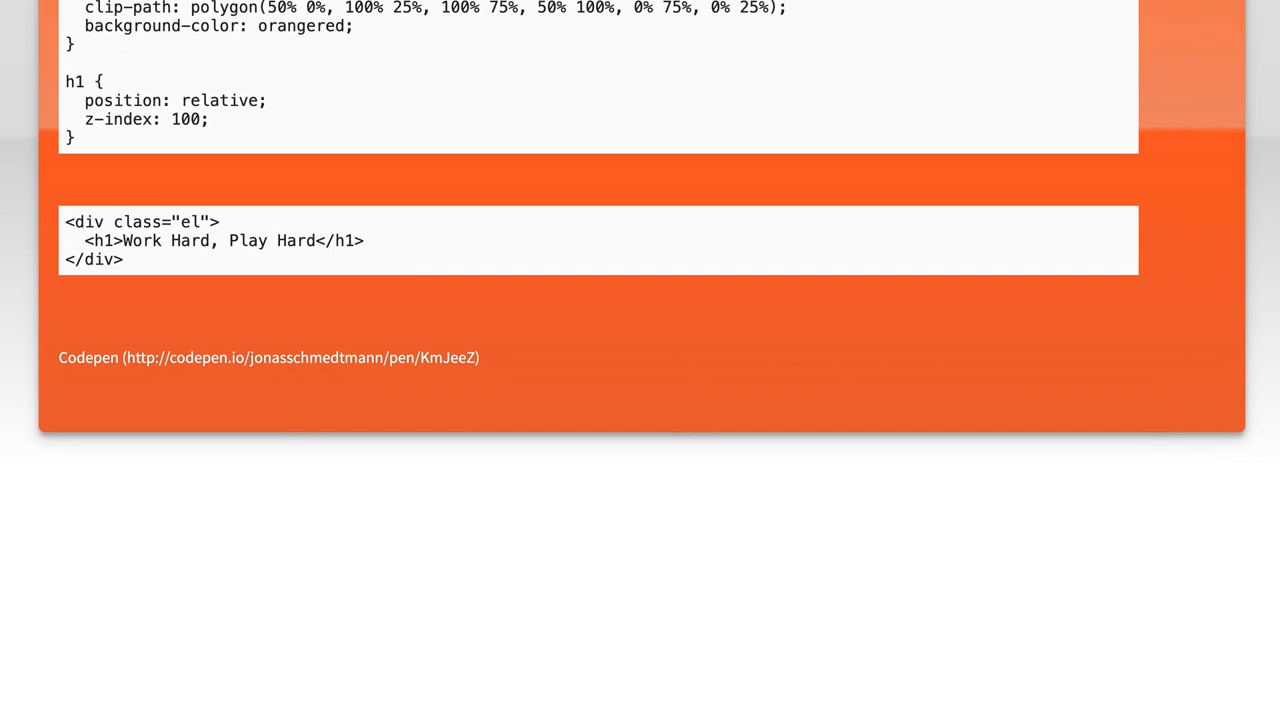 clip-path: polygon(50% 0%, 100% 25%, 100% 75%, 50% 100%, 0% 75%, 0% 25%);
  background-color: orangered;
}
h1 {
  position: relative;
  z-index: 100;
}
<div class="el">
  <h1>Work Hard, Play Hard</h1>
</div>
Codepen (http://codepen.io/jonasschmedtmann/pen/KmJeeZ)